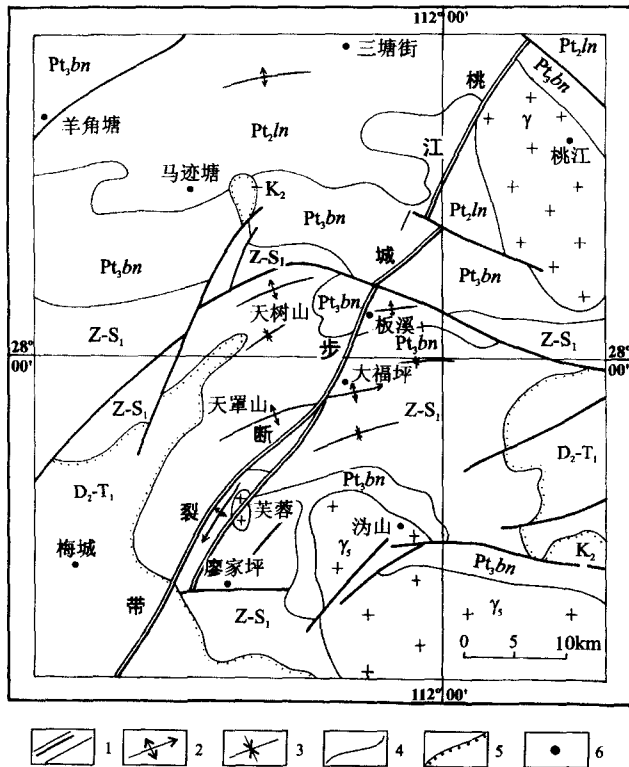 112°
00′
三塘街
Pt₂ln
Pt₃bn
Pt₃bn
桃
γ
羊角塘
Pt₂ln
江
桃江
马迹塘
K₂
Pt₃bn
Pt₂ln
城
Pt₃bn
Z-S₁
Pt₃bn
天树山
Pt₃bn
板溪
Z-S₁
Z-S₁
步
Pt₃bn
28°
00′
28°
00′
大福坪
Z-S₁
天罩山
Z-S₁
断
D₂-T₁
Pt₃bn
D₂-T₁
裂
芙蓉
沩山
γ₅
K₂
梅城
廖家坪
Pt₃bn
带
Z-S₁
γ₅
0 5 10km
112°
00′
1 2 3 4 5 6